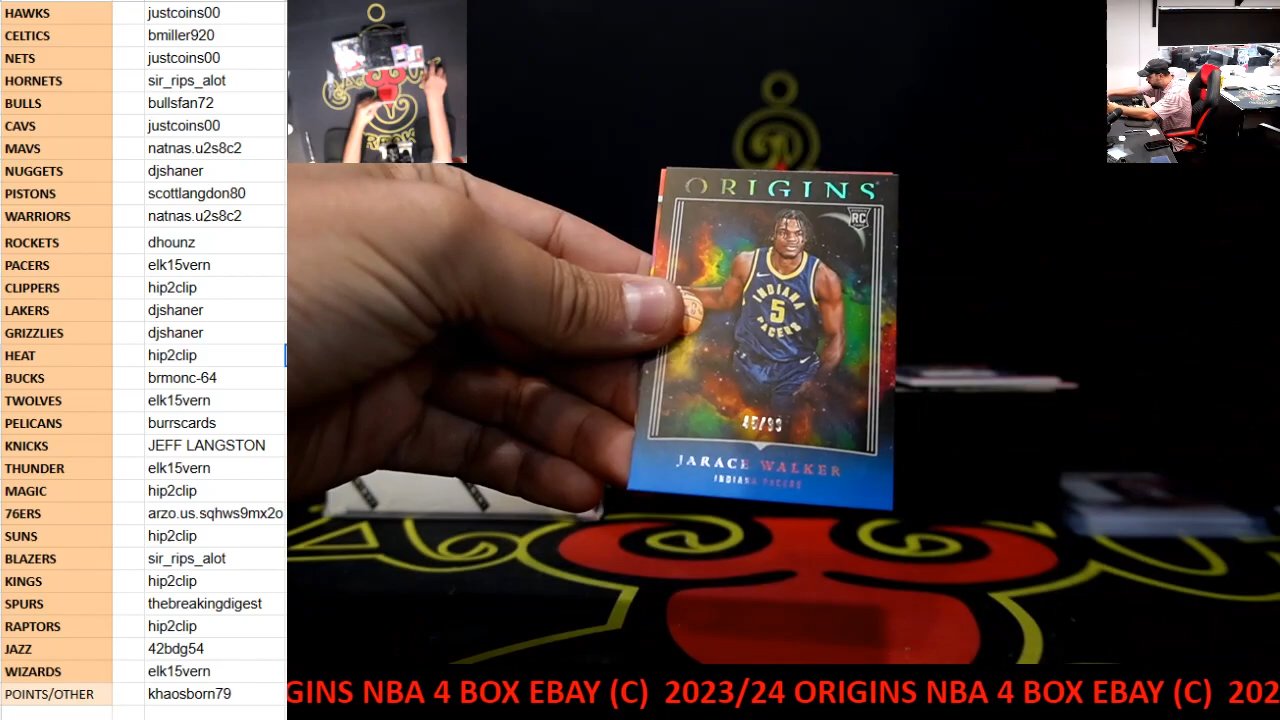 HAWKS justcoins00
CELTICS bmiller920
NETS justcoins00
HORNETS sir_rips_alot
BULLS bullsfan72
CAVS justcoins00
MAVS natnas.u2s8c2
NUGGETS djshaner
PISTONS scottlangdon80
WARRIORS natnas.u2s8c2
ROCKETS dhounz
PACERS elk15vern
CLIPPERS hip2clip
LAKERS djshaner
GRIZZLIES djshaner
HEAT hip2clip
BUCKS brmonc-64
TWOLVES elk15vern
PELICANS burrscards
KNICKS JEFF LANGSTON
THUNDER elk15vern
MAGIC hip2clip
76ERS arzo.us.sqhws9mx2o
SUNS hip2clip
BLAZERS sir_rips_alot
KINGS hip2clip
SPURS thebreakingdigest
RAPTORS hip2clip
JAZZ 42bdg54
WIZARDS elk15vern
POINTS/OTHER khaosborn79
ORIGINS
RC
INDIANA
5
PACERS
45/99
JARACE WALKER
INDIANA PACERS
GINS NBA 4 BOX EBAY (C) 2023/24 ORIGINS NBA 4 BOX EBAY (C) 202